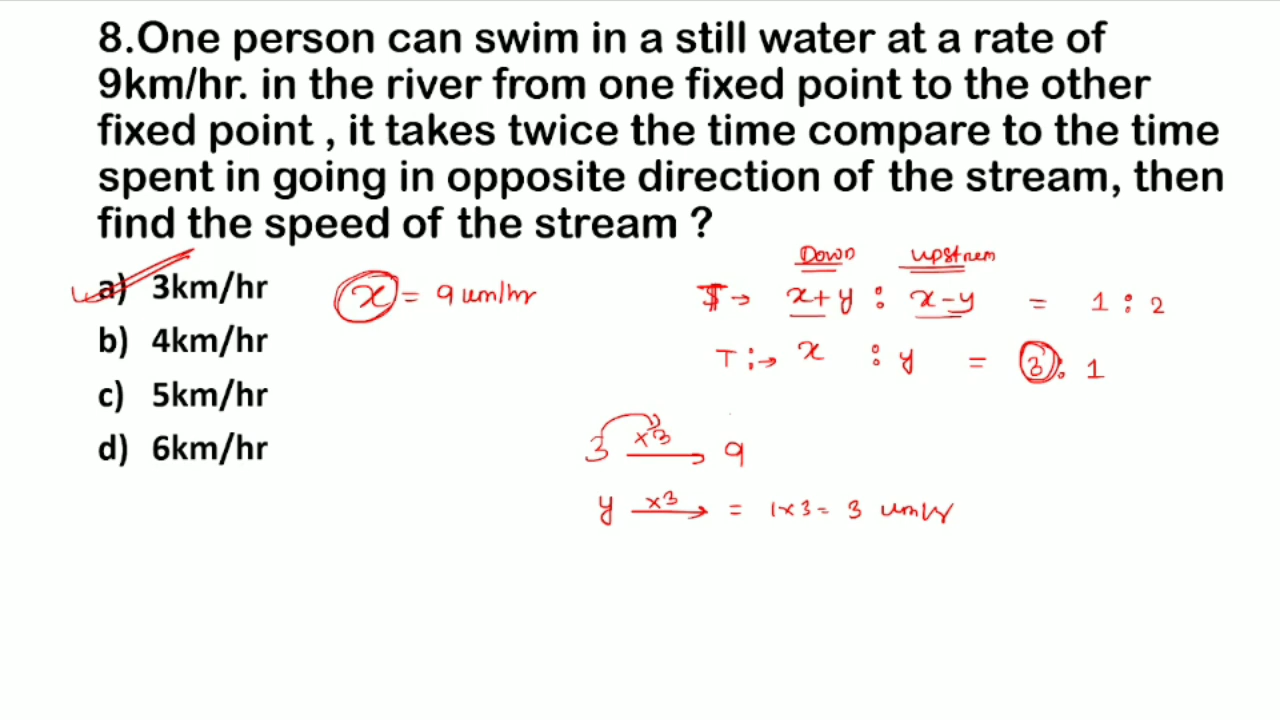 8.One person can swim in a still water at a rate of
9km/hr. in the river from one fixed point to the other
fixed point , it takes twice the time compare to the time
spent in going in opposite direction of the stream, then
find the speed of the stream ?
Down upstrem
a) 3km/hr x = 9 km/hr T → x+y : x-y = 1 : 2
b) 4km/hr T :→ x : y = 3 : 1
c) 5km/hr
d) 6km/hr 3 ×3 → 9
y ×3 → = 1×3 = 3 km/hr